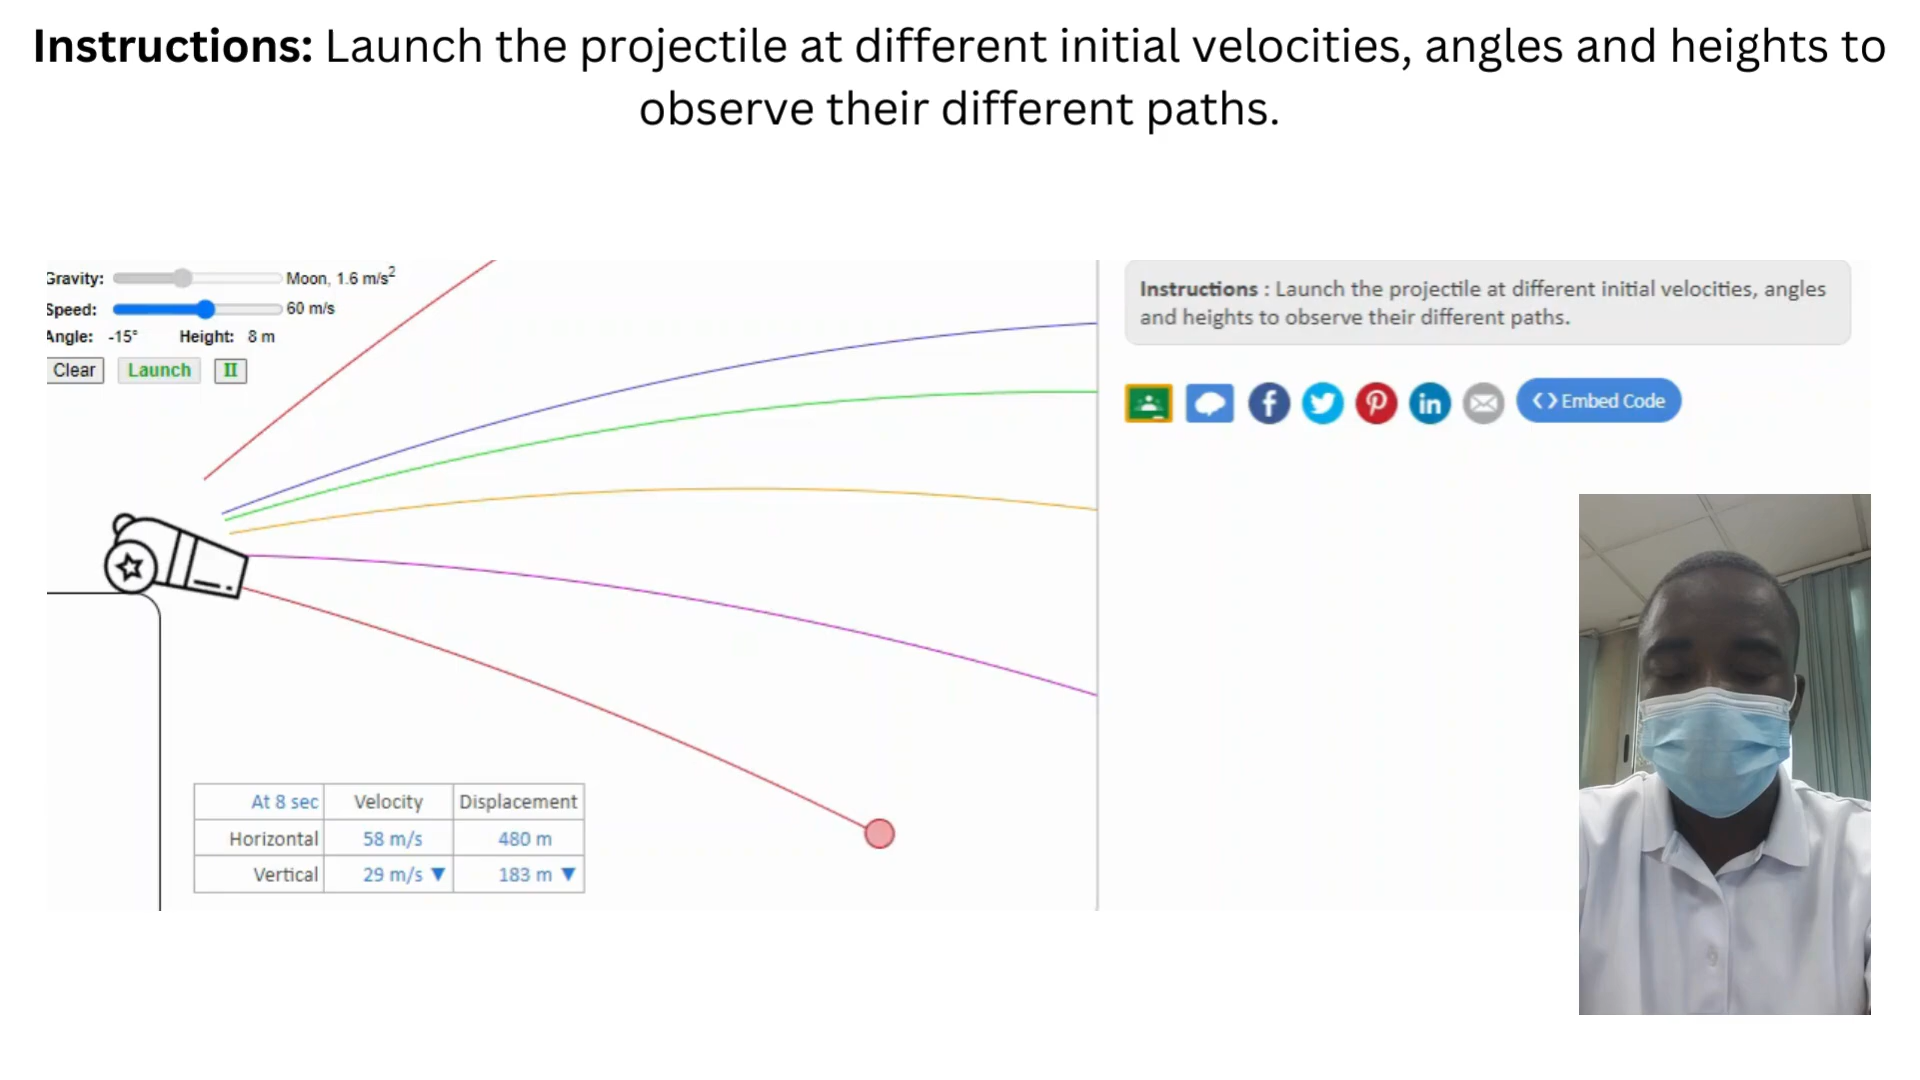 Instructions: Launch the projectile at different initial velocities, angles and heights to
observe their different paths.
Gravity: Moon, 1.6 m/s²
Speed: 60 m/s
Angle: -15° Height: 8 m
Clear Launch II
At 8 sec Velocity Displacement
Horizontal 58 m/s 480 m
Vertical 29 m/s ▼ 183 m ▼
Instructions : Launch the projectile at different initial velocities, angles
and heights to observe their different paths.
f P in <> Embed Code